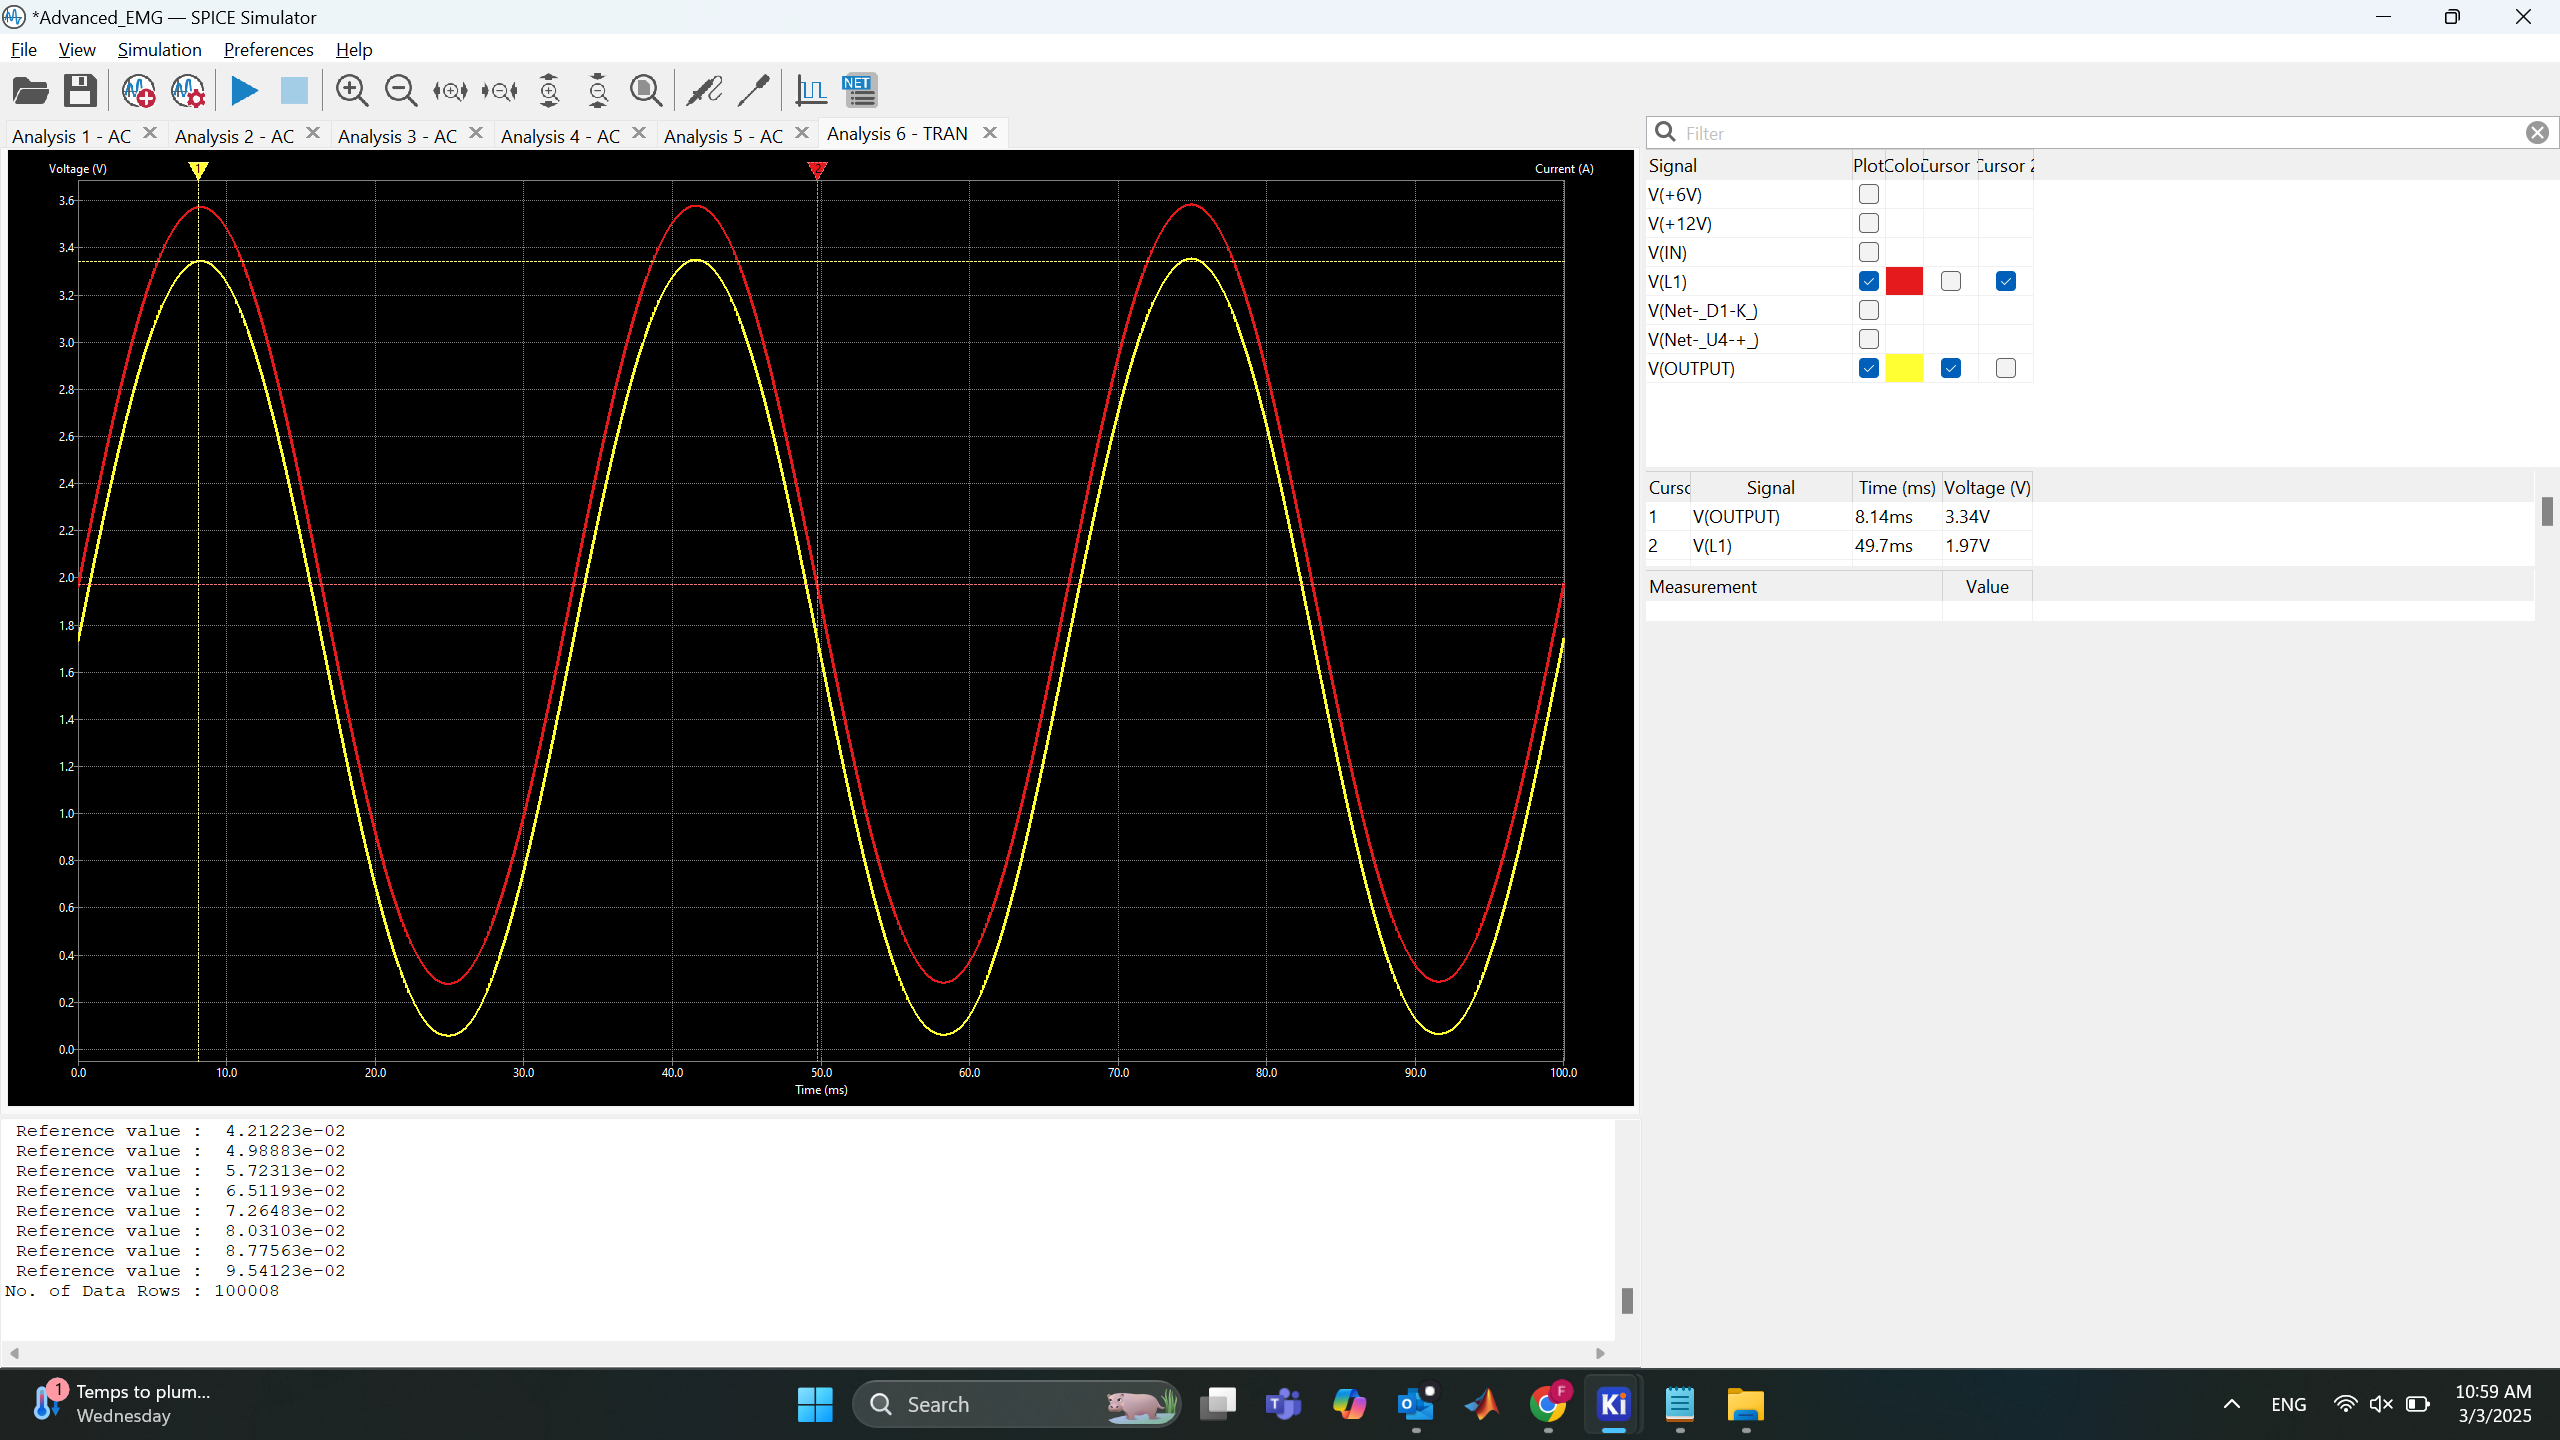 *Advanced_EMG — SPICE Simulator
File View Simulation Preferences Help
NET
Analysis 1 - AC Analysis 2 - AC Analysis 3 - AC Analysis 4 - AC Analysis 5 - AC Analysis 6 - TRAN
Voltage (V)
1
2
Current (A)
3.6
3.4
3.2
3.0
2.8
2.6
2.4
2.2
2.0
1.8
1.6
1.4
1.2
1.0
0.8
0.6
0.4
0.2
0.0
0.0 10.0 20.0 30.0 40.0 50.0 60.0 70.0 80.0 90.0 100.0
Time (ms)
Filter
Signal Plot Colo Cursor Cursor 2
V(+6V)
V(+12V)
V(IN)
V(L1)
V(Net-_D1-K_)
V(Net-_U4-+_)
V(OUTPUT)
Curso Signal Time (ms) Voltage (V)
1 V(OUTPUT) 8.14ms 3.34V
2 V(L1) 49.7ms 1.97V
Measurement Value
Reference value : 4.21223e-02
Reference value : 4.98883e-02
Reference value : 5.72313e-02
Reference value : 6.51193e-02
Reference value : 7.26483e-02
Reference value : 8.03103e-02
Reference value : 8.77563e-02
Reference value : 9.54123e-02
No. of Data Rows : 100008
1
Temps to plum...
Wednesday
Search
F
Ki
ENG
10:59 AM
3/3/2025